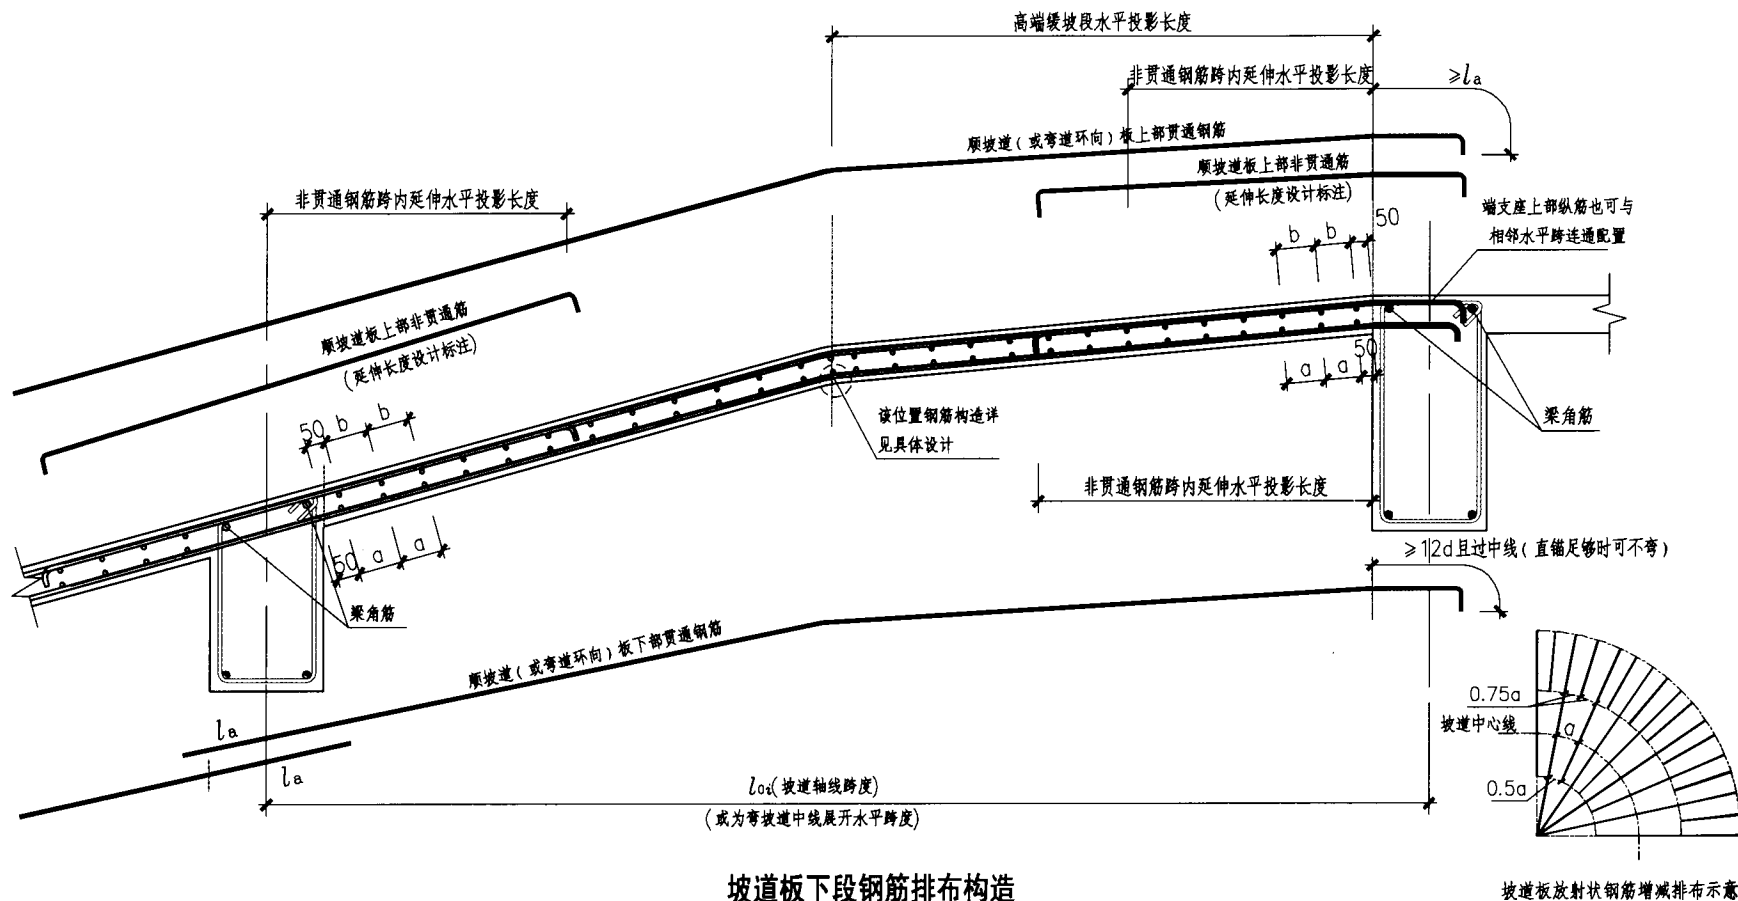 高端缓坡段水平投影长度
非贯通钢筋跨内延伸水平投影长度
≥la
顺坡道(或弯道环向)板上部贯通钢筋
顺坡道板上部非贯通筋
(延伸长度设计标注)
非贯通钢筋跨内延伸水平投影长度
端支座上部纵筋也可与
相邻水平跨连通配置
50
b
b
顺坡道板上部非贯通筋
(延伸长度设计标注)
50
a
a
50
b
b
该位置钢筋构造详
见具体设计
梁角筋
非贯通钢筋跨内延伸水平投影长度
50
a
a
≥12d且过中线(直锚足够时可不弯)
梁角筋
顺坡道(或弯道环向)板下部贯通钢筋
la
la
l0i(坡道轴线跨度)
(或为弯坡道中线展开水平跨度)
0.75a
坡道中心线
a
0.5a
坡道板下段钢筋排布构造
坡道板放射状钢筋增减排布示意